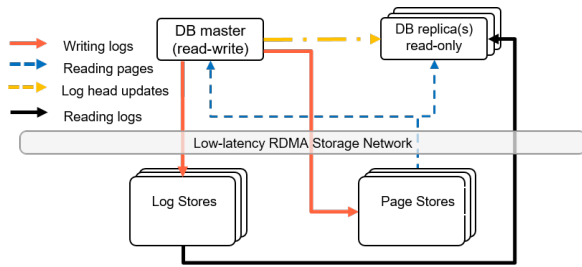 Writing logs
Reading pages
Log head updates
Reading logs
DB master
(read-write)
DB replica(s)
read-only
Low-latency RDMA Storage Network
Log Stores
Page Stores